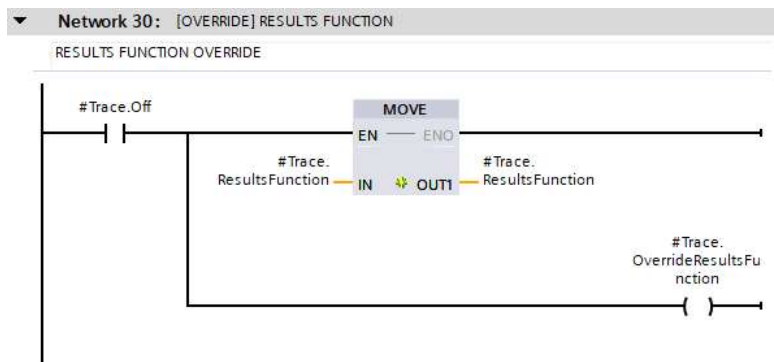 Network 30: [OVERRIDE] RESULTS FUNCTION
RESULTS FUNCTION OVERRIDE
#Trace.Off
MOVE
EN ENO
#Trace.
ResultsFunction
IN OUT1
#Trace.
ResultsFunction
#Trace.
OverrideResultsFu
nction